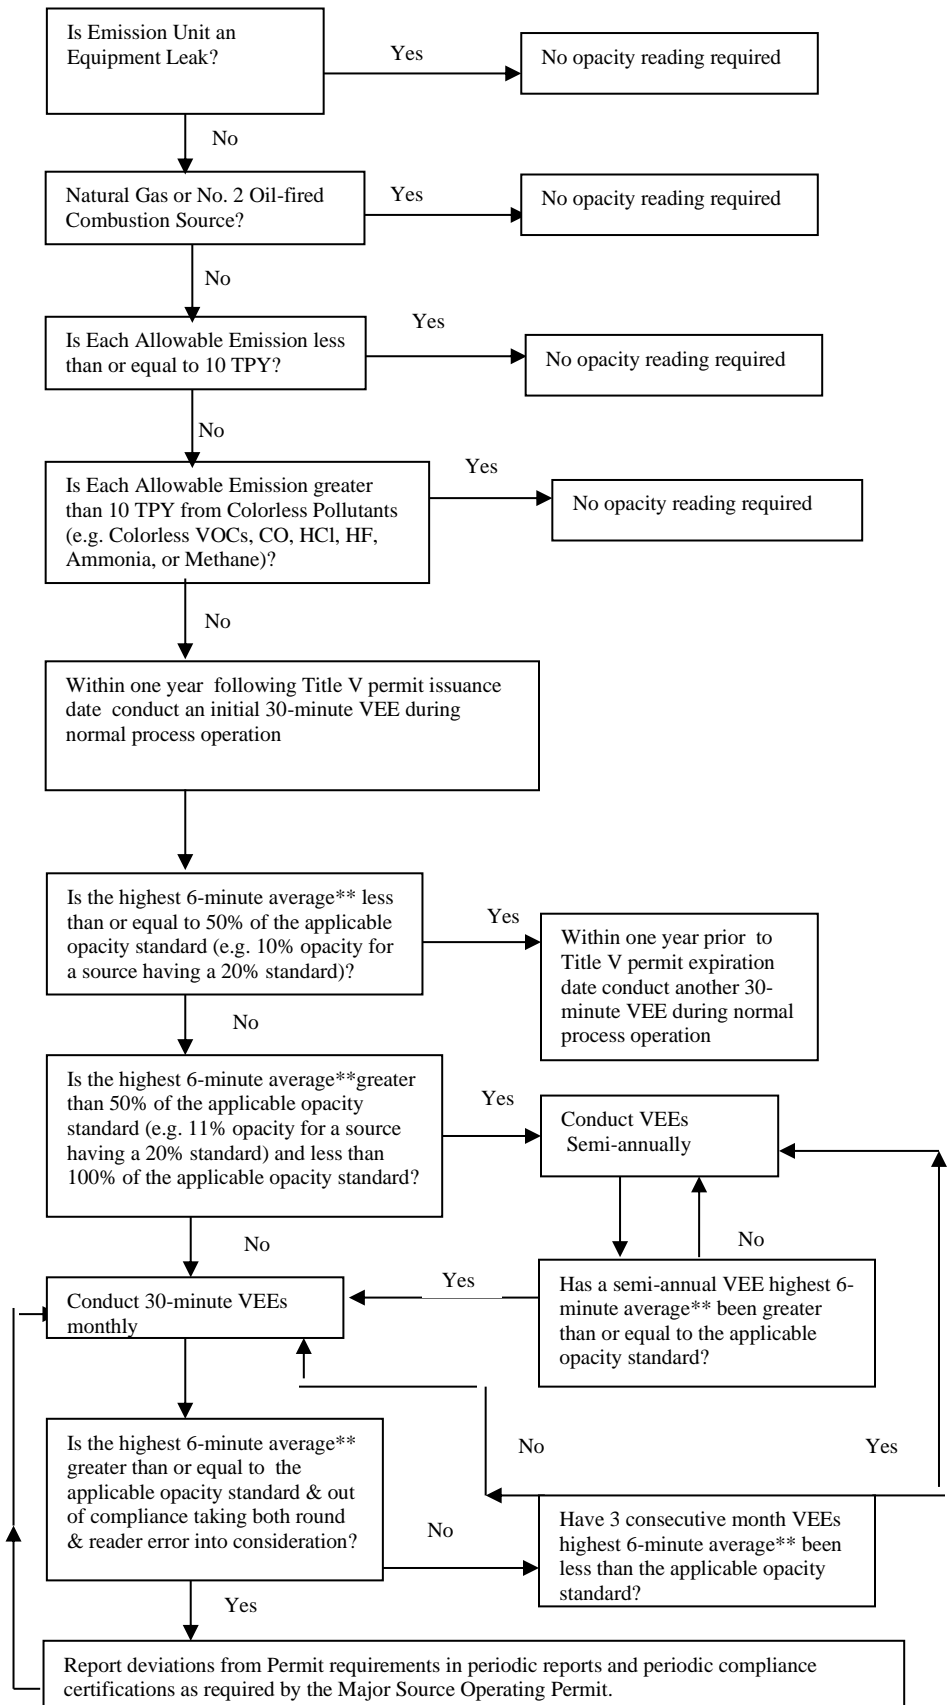 Is Emission Unit an
Equipment Leak?
Yes
No opacity reading required
No
Natural Gas or No. 2 Oil-fired
Combustion Source?
Yes
No opacity reading required
No
Is Each Allowable Emission less
than or equal to 10 TPY?
Yes
No opacity reading required
No
Is Each Allowable Emission greater
than 10 TPY from Colorless Pollutants
(e.g. Colorless VOCs, CO, HCl, HF,
Ammonia, or Methane)?
Yes
No opacity reading required
No
Within one year following Title V permit issuance
date conduct an initial 30-minute VEE during
normal process operation
Is the highest 6-minute average** less
than or equal to 50% of the applicable
opacity standard (e.g. 10% opacity for
a source having a 20% standard)?
Yes
Within one year prior to
Title V permit expiration
date conduct another 30-
minute VEE during normal
process operation
No
Is the highest 6-minute average**greater
than 50% of the applicable opacity
standard (e.g. 11% opacity for a source
having a 20% standard) and less than
100% of the applicable opacity standard?
Yes
Conduct VEEs
Semi-annually
No
No
Has a semi-annual VEE highest 6-
minute average** been greater
than or equal to the applicable
opacity standard?
Yes
Conduct 30-minute VEEs
monthly
Is the highest 6-minute average**
greater than or equal to the
applicable opacity standard & out
of compliance taking both round
& reader error into consideration?
No
No
Yes
Have 3 consecutive month VEEs
highest 6-minute average** been
less than the applicable opacity
standard?
Yes
Report deviations from Permit requirements in periodic reports and periodic compliance
certifications as required by the Major Source Operating Permit.